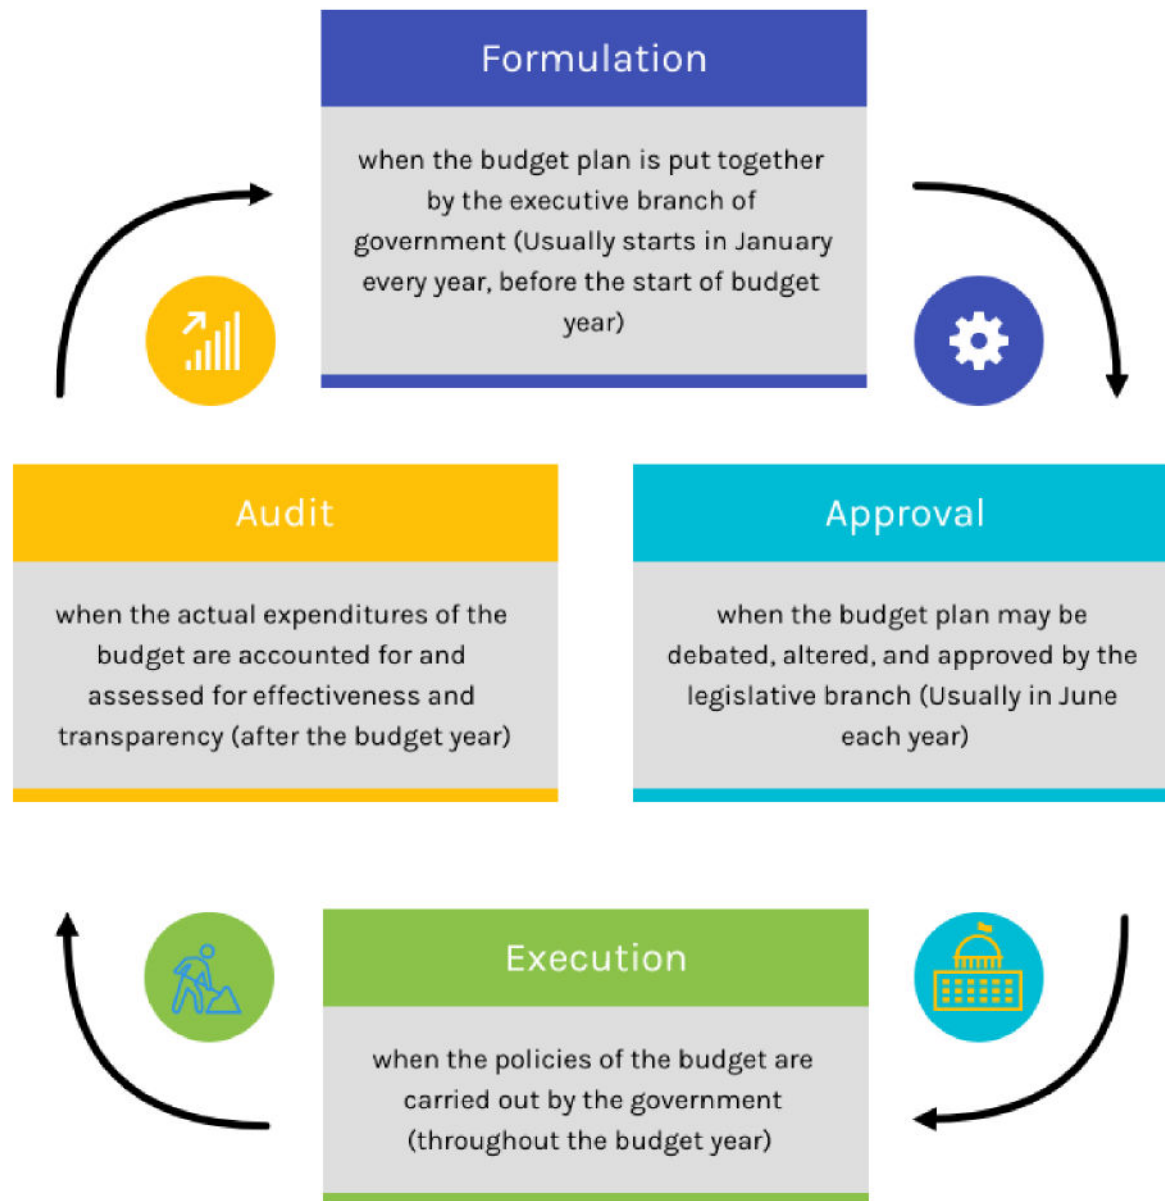 Formulation
when the budget plan is put together
by the executive branch of
government (Usually starts in January
every year, before the start of budget
year)
Audit
when the actual expenditures of the
budget are accounted for and
assessed for effectiveness and
transparency (after the budget year)
Approval
when the budget plan may be
debated, altered, and approved by the
legislative branch (Usually in June
each year)
Execution
when the policies of the budget are
carried out by the government
(throughout the budget year)